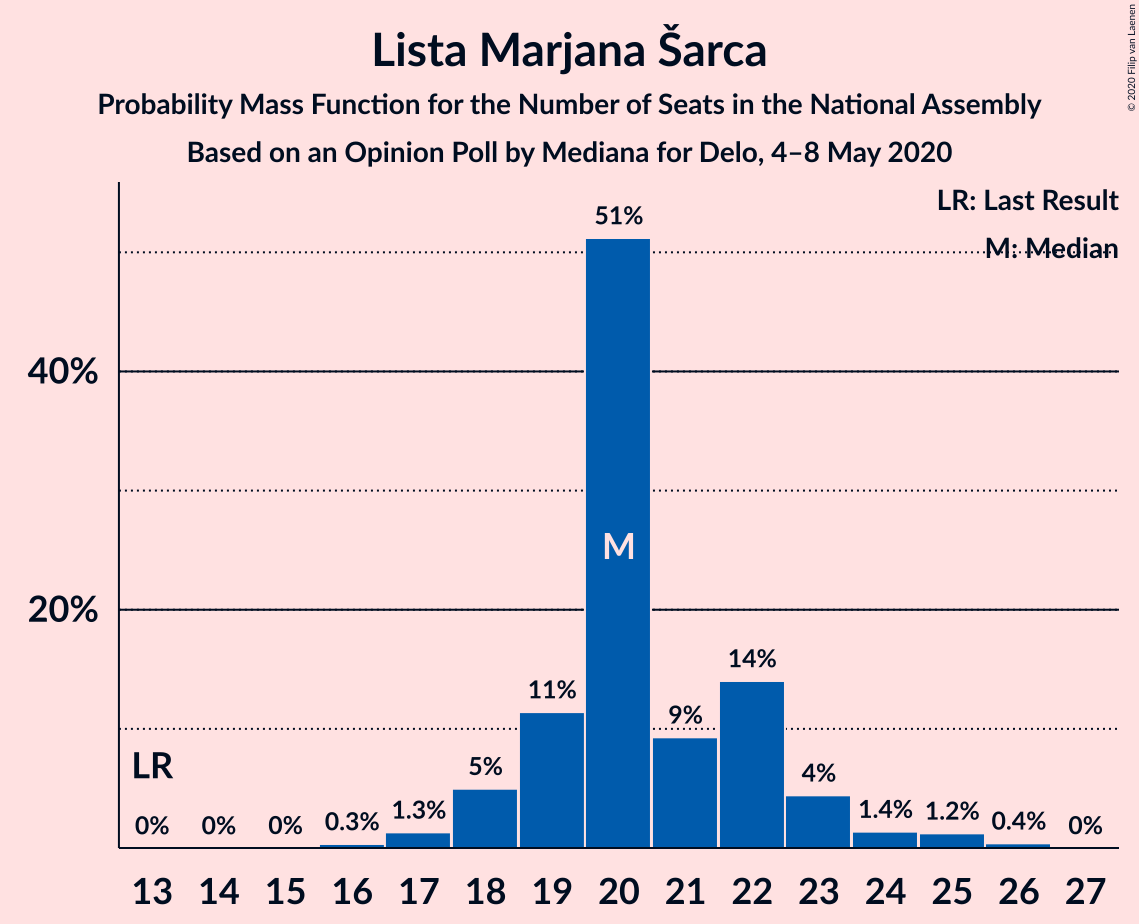 Lista Marjana Šarca
Probability Mass Function for the Number of Seats in the National Assembly
Based on an Opinion Poll by Mediana for Delo, 4–8 May 2020
© 2020 Filip van Laenen
LR: Last Result
M: Median
51%
40%
M
20%
14%
11%
9%
LR
5%
4%
0%
0%
0%
0.3%
1.3%
1.4%
1.2%
0.4%
0%
13 14 15 16 17 18 19 20 21 22 23 24 25 26 27